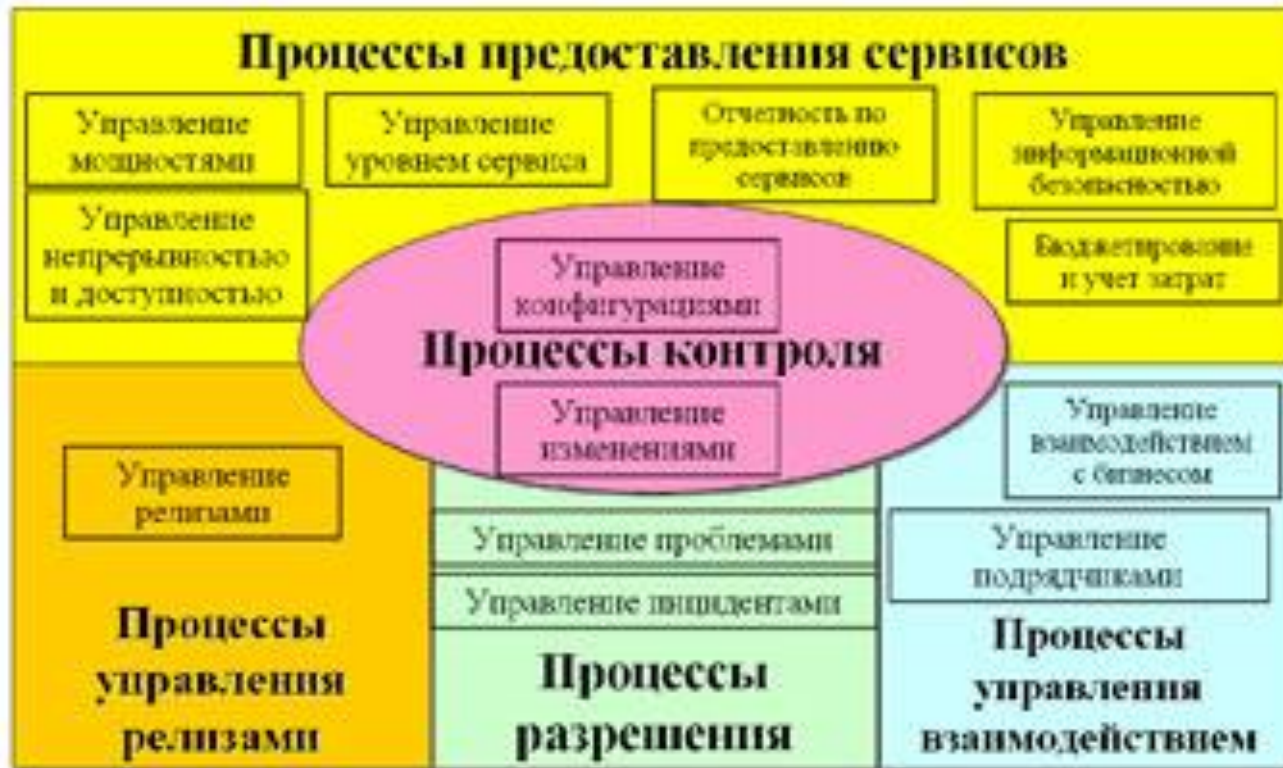 Процессы предоставления сервисов
Управление
мощностями
Управление
уровнем сервиса
Отчетность по
предоставлению
сервисов
Управление
информационной
безопасностью
Управление
непрерывностью
и доступностью
Бюджетирование
и учет затрат
Управление
конфигурациями
Процессы контроля
Управление
изменениями
Управление
релизами
Процессы
управления
релизами
Управление проблемами
Управление инцидентами
Процессы
разрешения
Управление
взаимодействием
с бизнесом
Управление
подрядчиками
Процессы
управления
взаимодействием